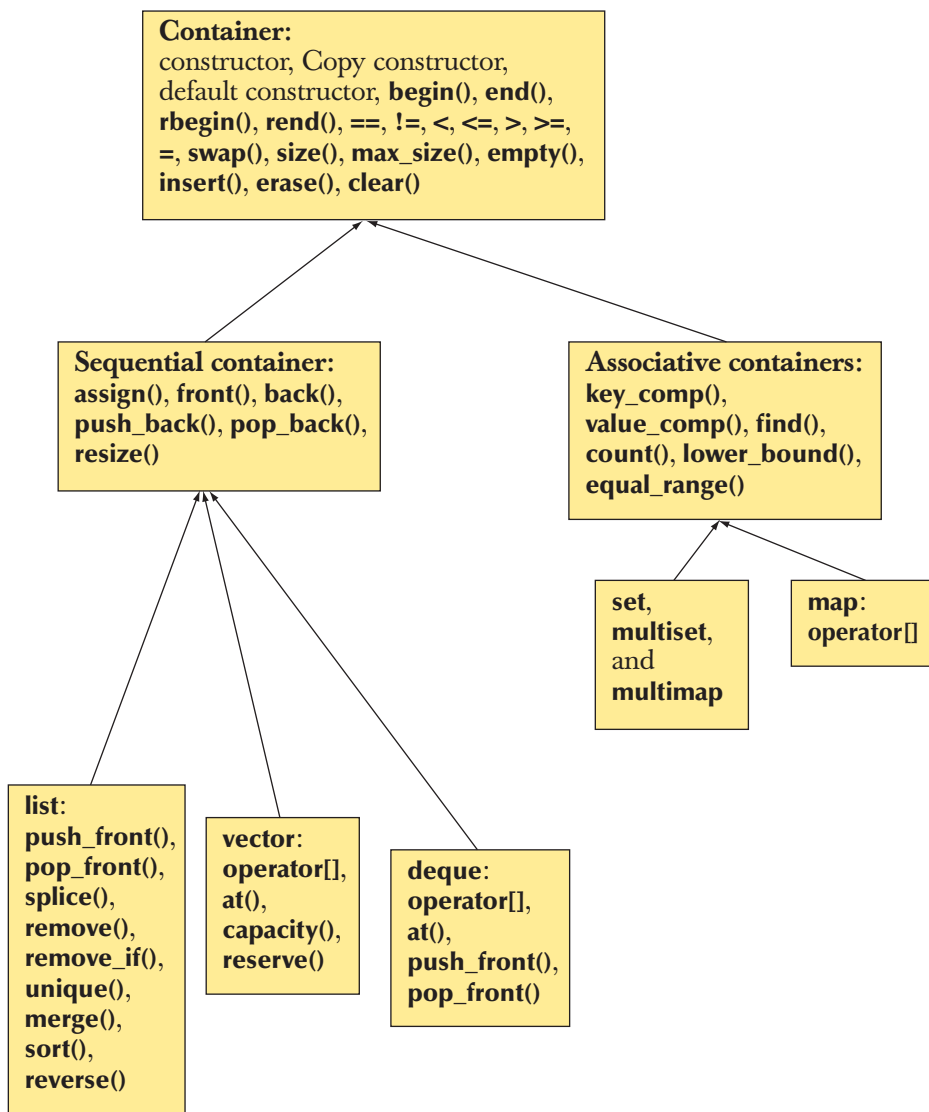 Container:
constructor, Copy constructor,
default constructor, begin(), end(),
rbegin(), rend(), ==, !=, <, <=, >, >=,
=, swap(), size(), max_size(), empty(),
insert(), erase(), clear()
Sequential container:
assign(), front(), back(),
push_back(), pop_back(),
resize()
Associative containers:
key_comp(),
value_comp(), find(),
count(), lower_bound(),
equal_range()
set,
multiset,
and
multimap
map:
operator[]
list:
push_front(),
pop_front(),
splice(),
remove(),
remove_if(),
unique(),
merge(),
sort(),
reverse()
vector:
operator[],
at(),
capacity(),
reserve()
deque:
operator[],
at(),
push_front(),
pop_front()